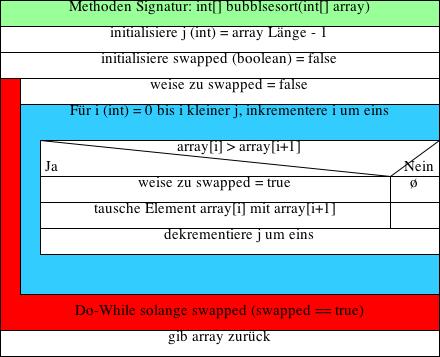 Methoden Signatur: int[] bubblsesort(int[] array)
initialisiere j (int) = array Länge - 1
initialisiere swapped (boolean) = false
weise zu swapped = false
Für i (int) = 0 bis i kleiner j, inkrementere i um eins
array[i] > array[i+1]
Ja Nein
weise zu swapped = true ø
tausche Element array[i] mit array[i+1]
dekrementiere j um eins
Do-While solange swapped (swapped == true)
gib array zurück